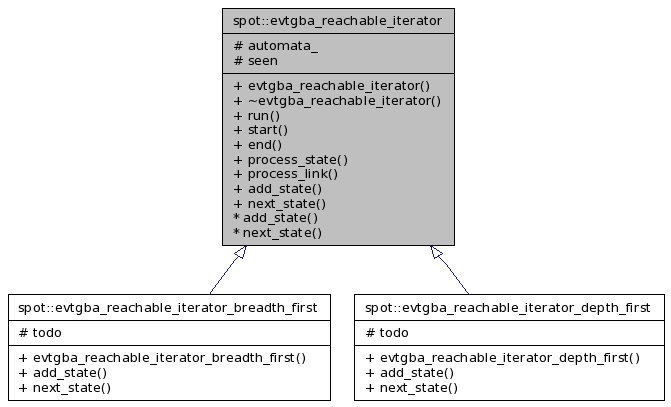 spot::evtgba_reachable_iterator
# automata_
# seen
+ evtgba_reachable_iterator()
+ ~evtgba_reachable_iterator()
+ run()
+ start()
+ end()
+ process_state()
+ process_link()
+ add_state()
+ next_state()
* add_state()
* next_state()
spot::evtgba_reachable_iterator_breadth_first
# todo
+ evtgba_reachable_iterator_breadth_first()
+ add_state()
+ next_state()
spot::evtgba_reachable_iterator_depth_first
# todo
+ evtgba_reachable_iterator_depth_first()
+ add_state()
+ next_state()